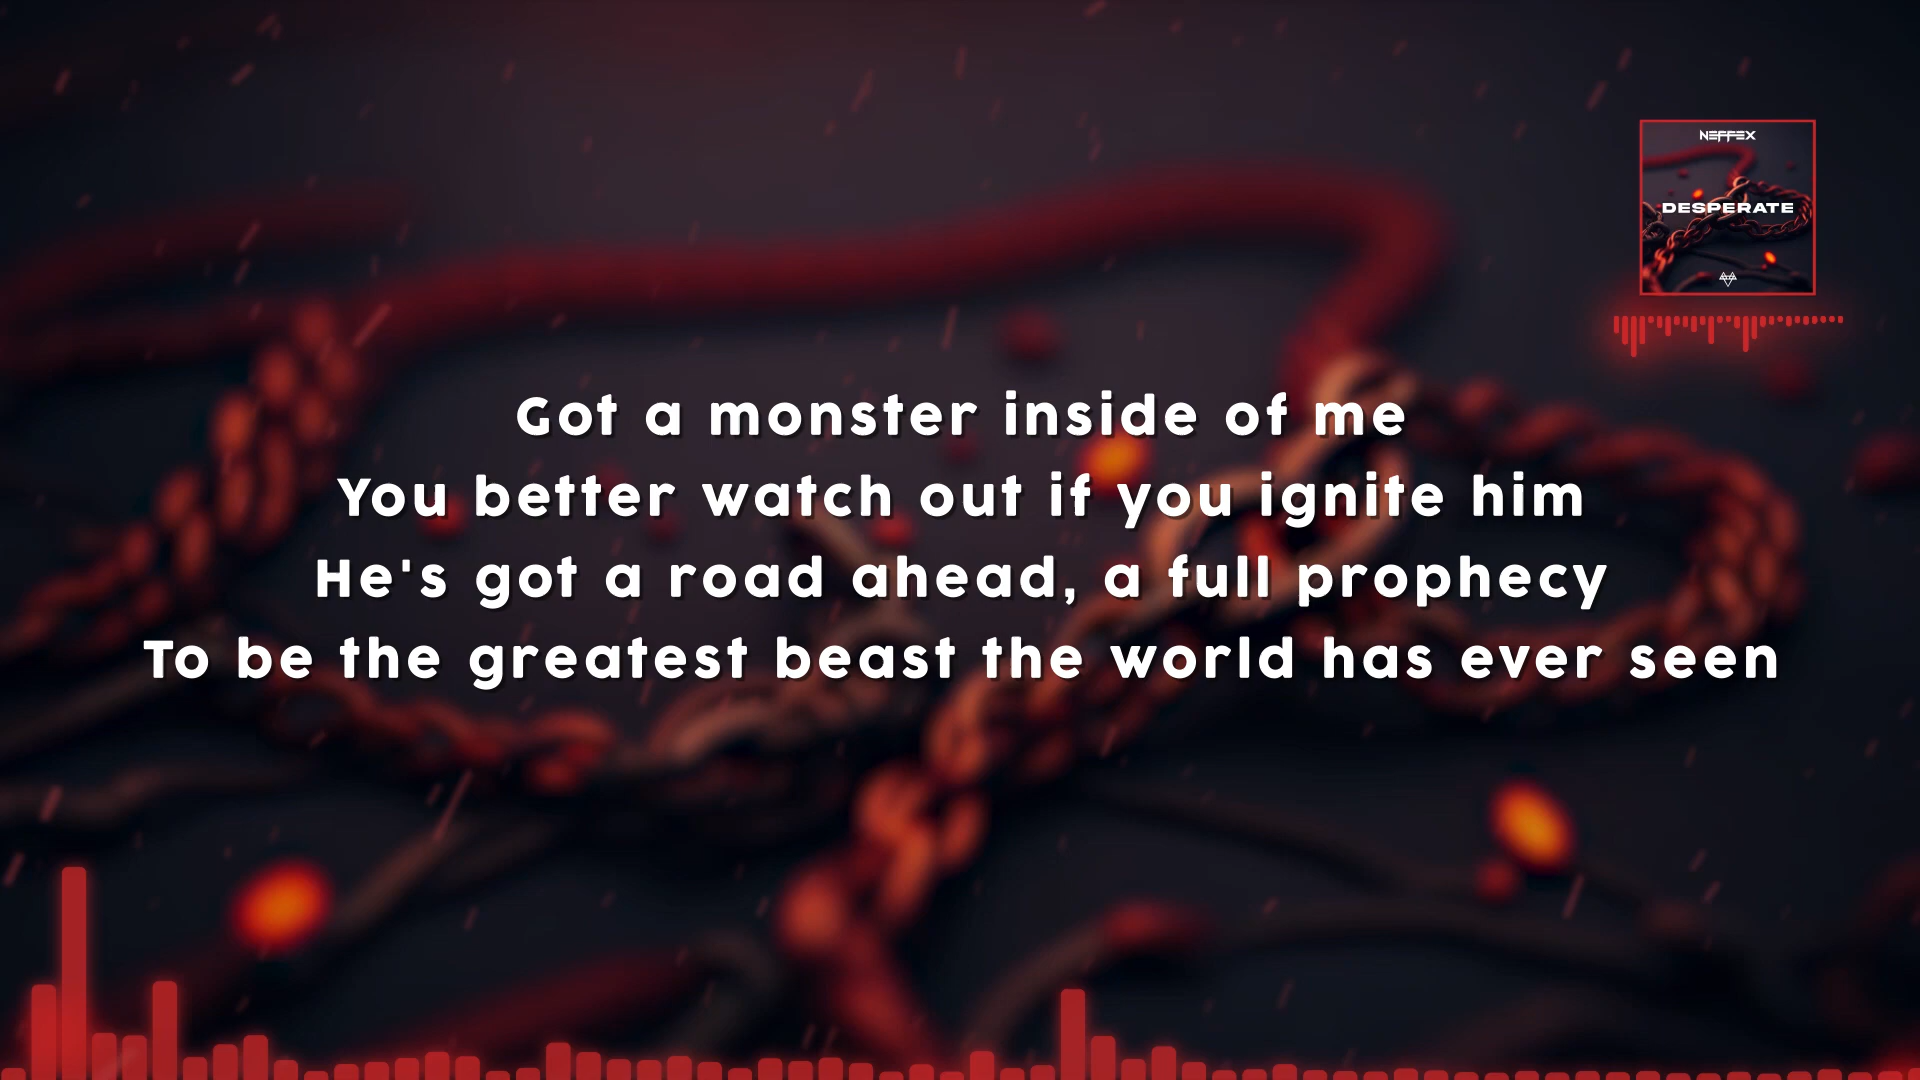 NEFFEX
DESPERATE
Got a monster inside of me
You better watch out if you ignite him
He's got a road ahead, a full prophecy
To be the greatest beast the world has ever seen